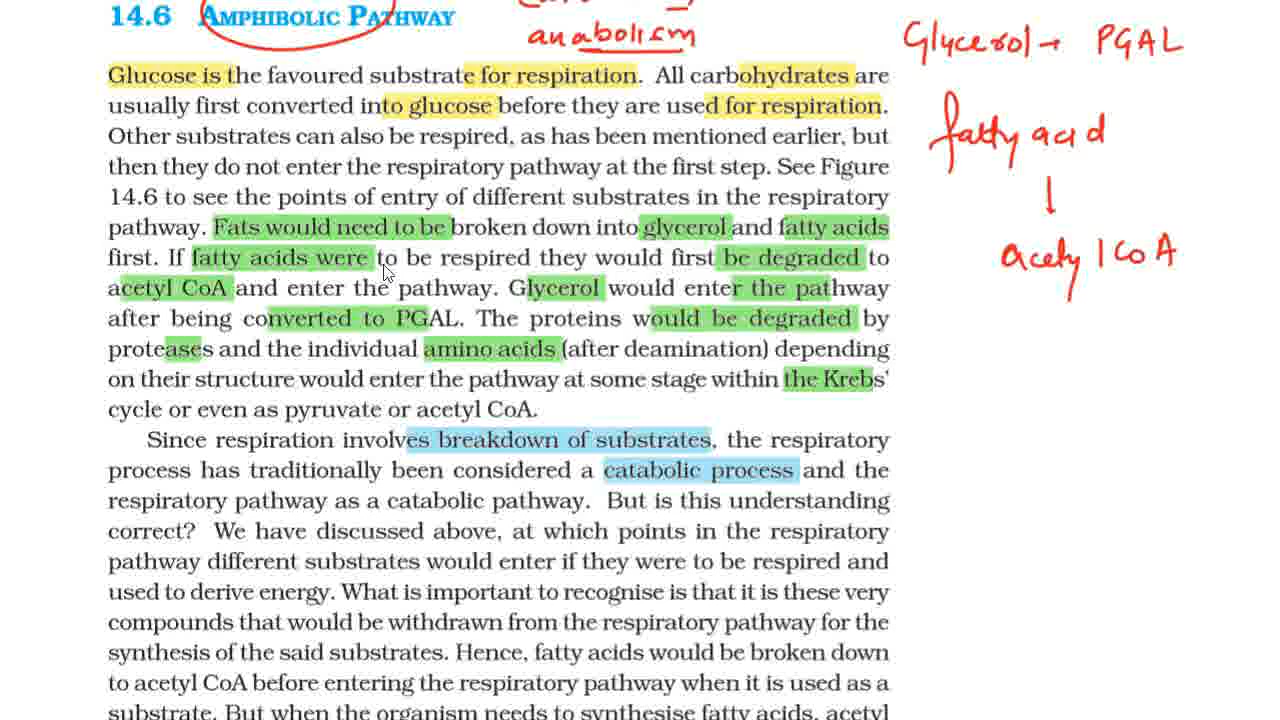 14.6 AMPHIBOLIC PATHWAY
anabolism
Glycerol → PGAL
fatty acid
↓
acetyl CoA
Glucose is the favoured substrate for respiration. All carbohydrates are
usually first converted into glucose before they are used for respiration.
Other substrates can also be respired, as has been mentioned earlier, but
then they do not enter the respiratory pathway at the first step. See Figure
14.6 to see the points of entry of different substrates in the respiratory
pathway. Fats would need to be broken down into glycerol and fatty acids
first. If fatty acids were to be respired they would first be degraded to
acetyl CoA and enter the pathway. Glycerol would enter the pathway
after being converted to PGAL. The proteins would be degraded by
proteases and the individual amino acids (after deamination) depending
on their structure would enter the pathway at some stage within the Krebs’
cycle or even as pyruvate or acetyl CoA.
Since respiration involves breakdown of substrates, the respiratory
process has traditionally been considered a catabolic process and the
respiratory pathway as a catabolic pathway. But is this understanding
correct? We have discussed above, at which points in the respiratory
pathway different substrates would enter if they were to be respired and
used to derive energy. What is important to recognise is that it is these very
compounds that would be withdrawn from the respiratory pathway for the
synthesis of the said substrates. Hence, fatty acids would be broken down
to acetyl CoA before entering the respiratory pathway when it is used as a
substrate. But when the organism needs to synthesise fatty acids, acetyl